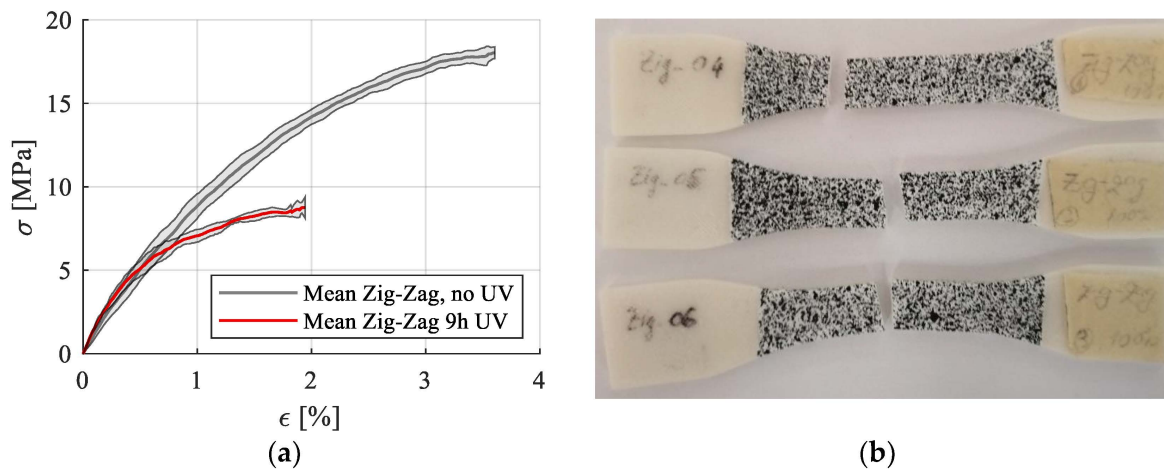 20
15
10
5
0
σ [MPa]
Mean Zig-Zag, no UV
Mean Zig-Zag 9h UV
0 1 2 3 4
ϵ [%]
(a)
Zig-04
Zig-05
Zig-06
(b)